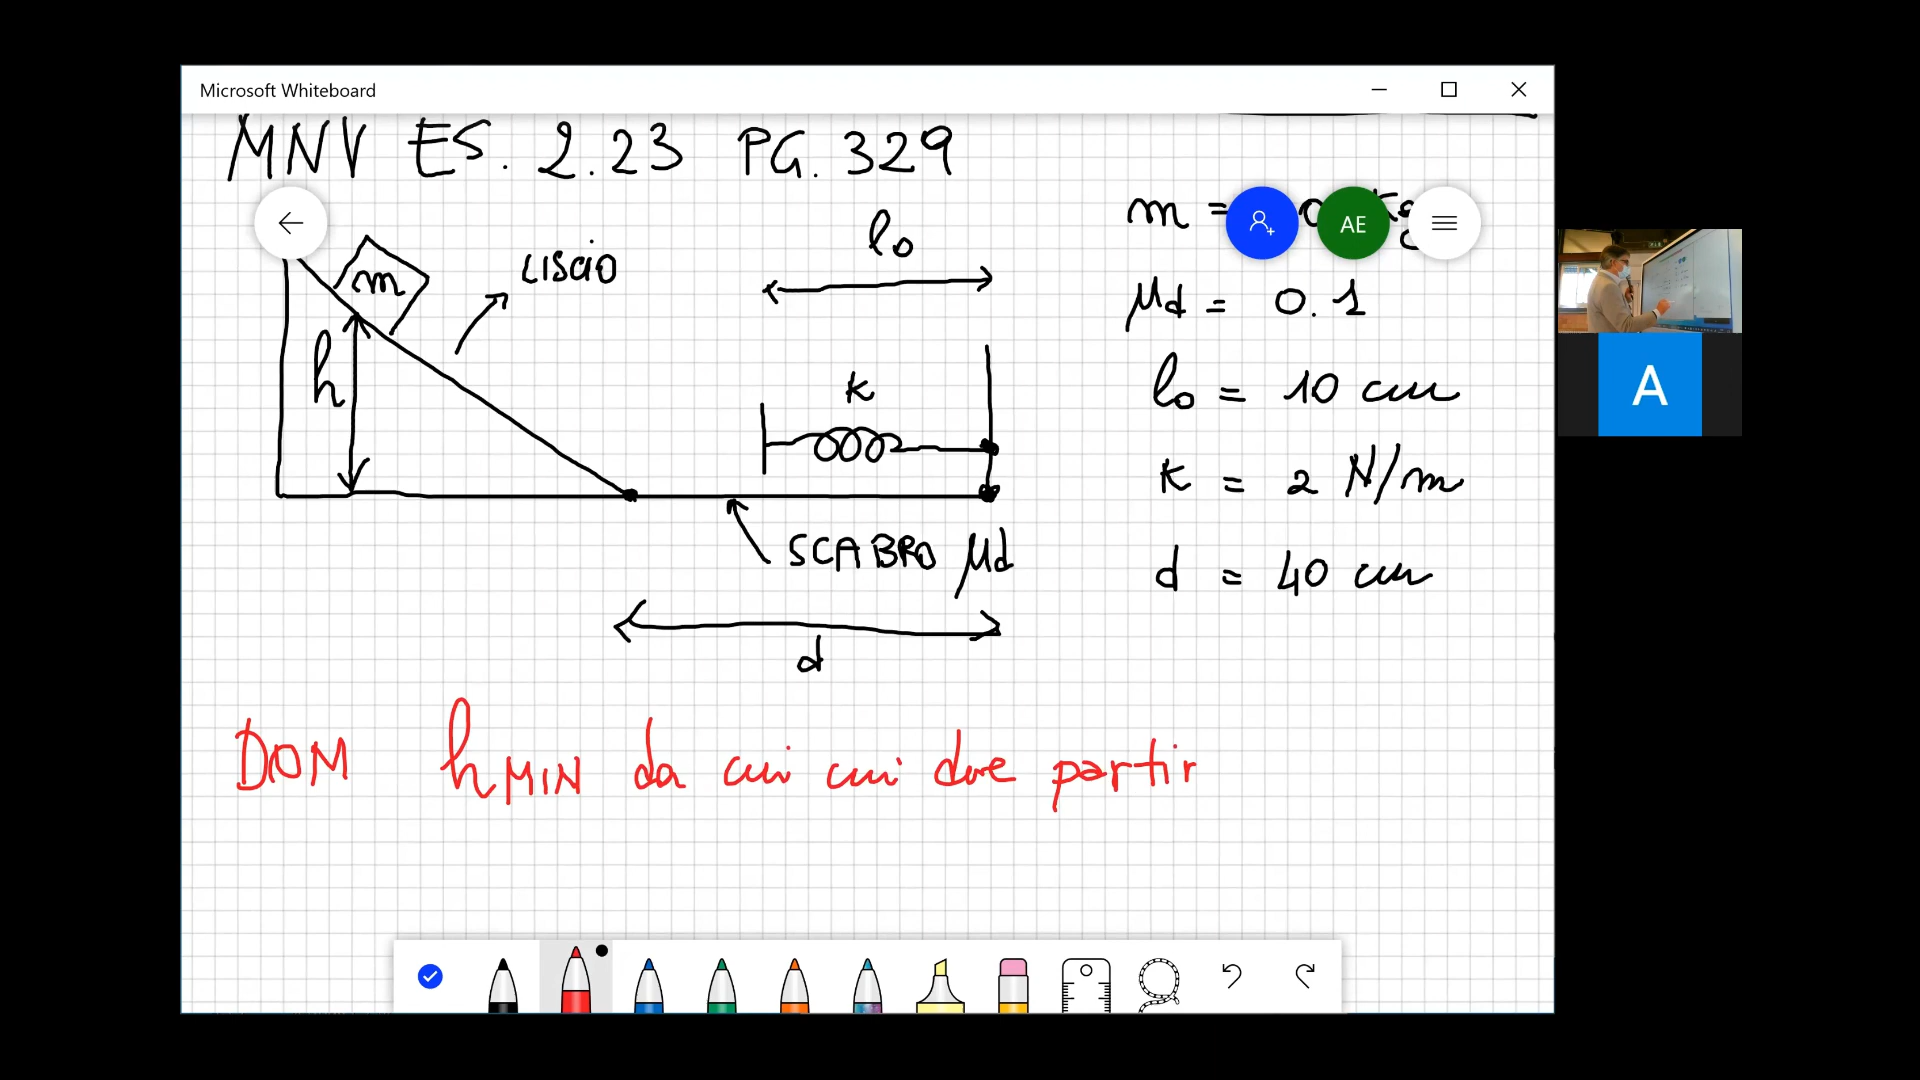 Microsoft Whiteboard
MNV ES. 2.23 PG. 329
m =
AE
LISCIO
l₀
m
μd = 0.1
h
K
l₀ = 10 cm
A
K = 2 N/m
SCABRO μd
d = 40 cm
d
DOM hMIN da cui cui deve partir